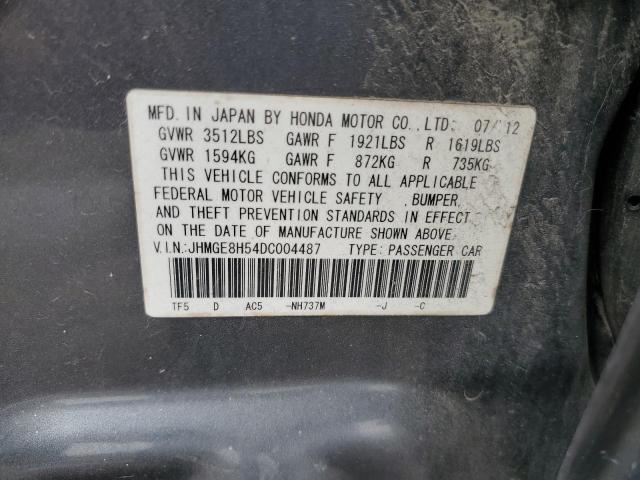 MFD. IN JAPAN BY HONDA MOTOR CO., LTD. 07/12
GVWR 3512LBS GAWR F 1921LBS R 1619LBS
GVWR 1594KG GAWR F 872KG R 735KG
THIS VEHICLE CONFORMS TO ALL APPLICABLE
FEDERAL MOTOR VEHICLE SAFETY , BUMPER,
AND THEFT PREVENTION STANDARDS IN EFFECT
ON THE DATE OF MANUFACTURE SHOWN ABOVE.
V.I.N.:JHMGE8H54DC004487 TYPE: PASSENGER CAR
TF5 D AC5 -NH737M -J -C